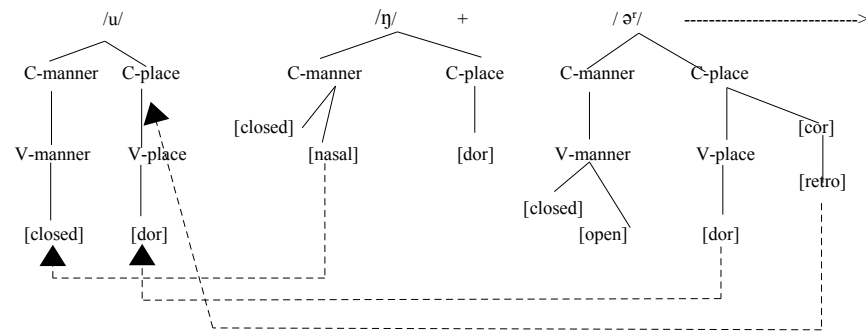 /u/ /ŋ/ + / əʳ/
C-manner C-place C-manner C-place C-manner C-place
[closed] [cor]
V-manner V-place [nasal] [dor] V-manner V-place
[retro]
[closed]
[closed] [dor] [open] [dor]